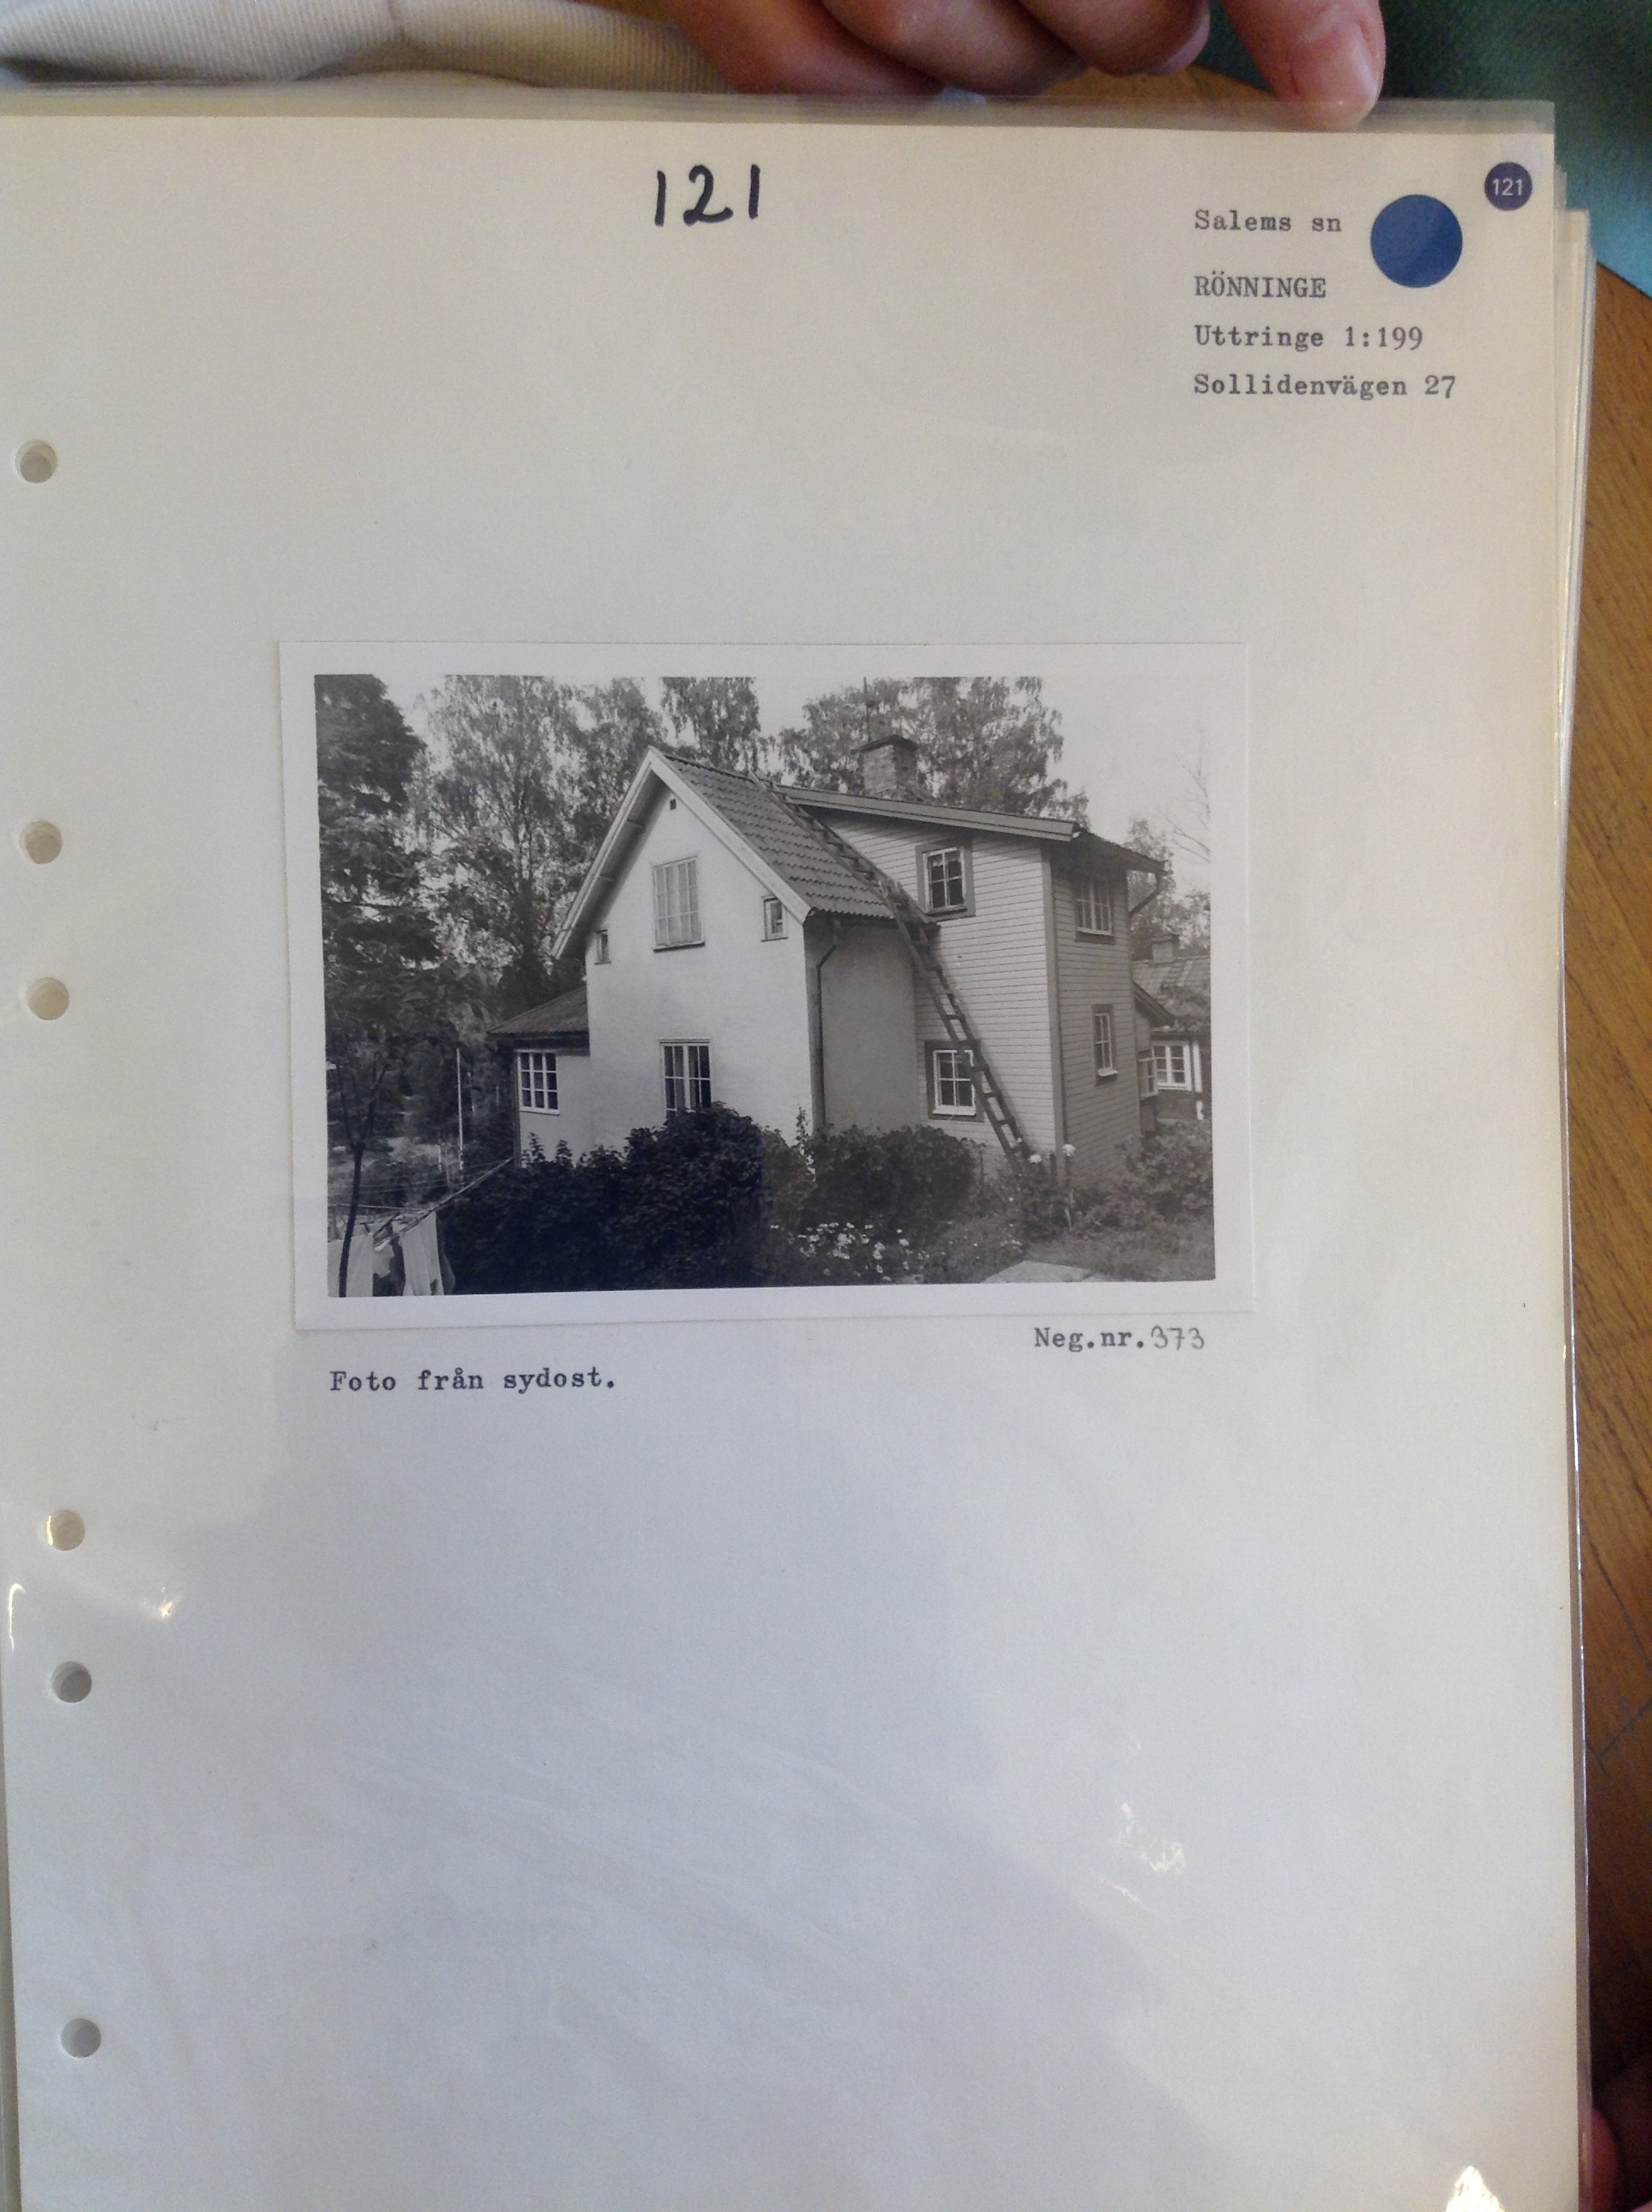 121
121
Salems sn
RÖNNINGE
Uttringe 1:199
Sollidenvägen 27
Neg.nr.373
Foto från sydost.